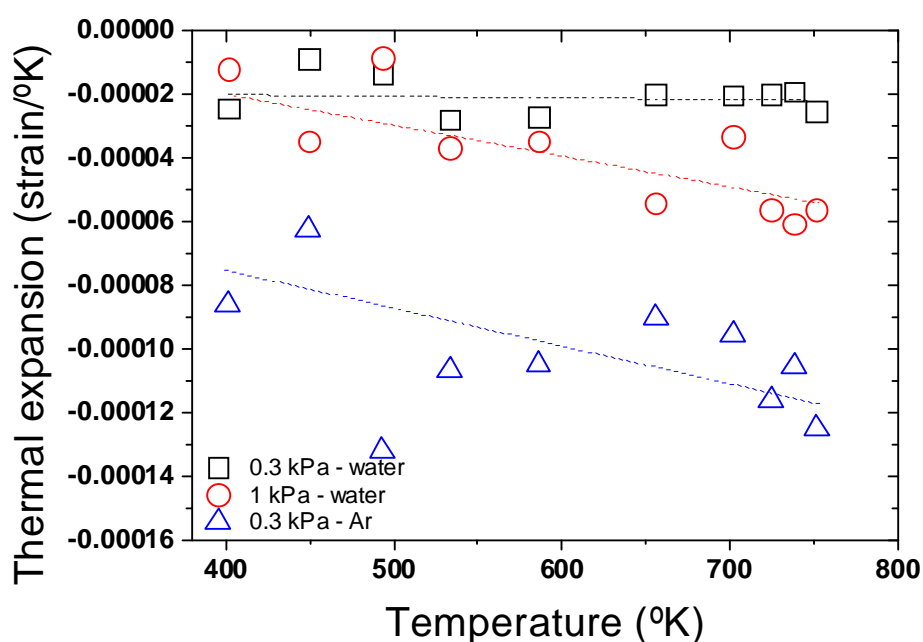 0.00000
-0.00002
-0.00004
-0.00006
-0.00008
-0.00010
-0.00012
-0.00014
-0.00016
Thermal expansion (strain/ºK)
0.3 kPa - water
1 kPa - water
0.3 kPa - Ar
400 500 600 700 800
Temperature (ºK)